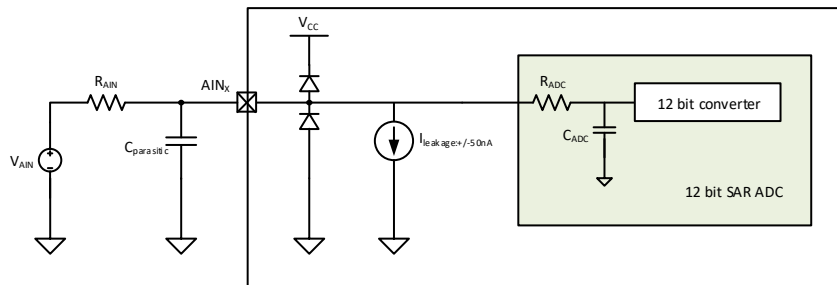 V_CC
R_AIN
AIN_X
R_ADC
12 bit converter
C_parasitic
I_leakage:+/-50nA
C_ADC
V_AIN
12 bit SAR ADC